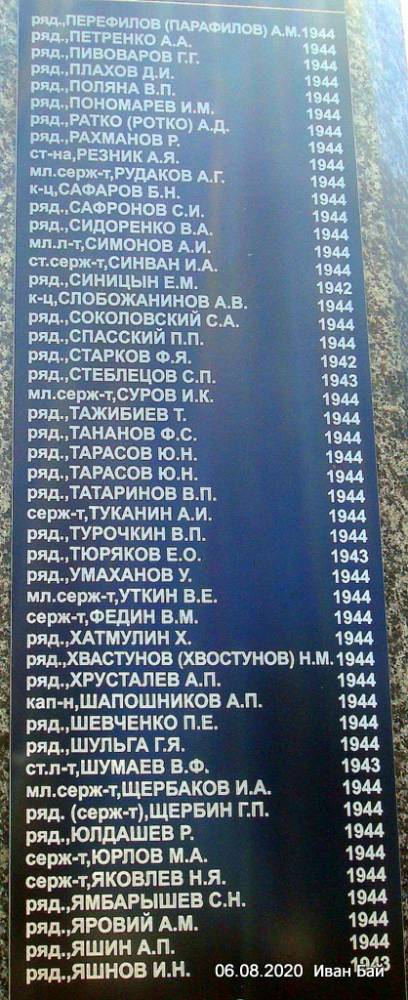 ряд.,ПЕРЕФИЛОВ (ПАРАФИЛОВ) А.М.1944
ряд.,ПЕТРЕНКО А.А. 1944
ряд.,ПИВОВАРОВ Г.Г. 1944
ряд.,ПЛАХОВ Д.И. 1944
ряд.,ПОЛЯНА В.П. 1944
ряд.,ПОНОМАРЕВ И.М. 1944
ряд.,РАТКО (РОТКО) А.Д. 1944
ряд.,РАХМАНОВ Р. 1944
ст-на,РЕЗНИК А.Я. 1944
мл.серж-т,РУДАКОВ А.Г. 1944
к-ц,САФАРОВ Б.Н. 1944
ряд.,САФРОНОВ С.И. 1944
ряд.,СИДОРЕНКО В.А. 1944
мл.л-т,СИМОНОВ А.И. 1944
ст.серж-т,СИНВАН И.А. 1944
ряд.,СИНИЦЫН Е.М. 1942
к-ц,СЛОБОЖАНИНОВ А.В. 1944
ряд.,СОКОЛОВСКИЙ С.А. 1944
ряд.,СПАССКИЙ П.П. 1944
ряд.,СТАРКОВ Ф.Я. 1942
ряд.,СТЕБЛЕЦОВ С.П. 1943
мл.серж-т,СУРОВ И.К. 1944
ряд.,ТАЖИБИЕВ Т. 1944
ряд.,ТАНАНОВ Ф.С. 1944
ряд.,ТАРАСОВ Ю.Н. 1944
ряд.,ТАРАСОВ Ю.Н. 1944
ряд.,ТАТАРИНОВ В.П. 1944
серж-т,ТУКАНИН А.И. 1944
ряд.,ТУРОЧКИН В.П. 1944
ряд.,ТЮРЯКОВ Е.О. 1943
ряд.,УМАХАНОВ У. 1944
мл.серж-т,УТКИН В.Е. 1944
серж-т,ФЕДИН В.М. 1944
ряд.,ХАТМУЛИН Х. 1944
ряд.,ХВАСТУНОВ (ХВОСТУНОВ) Н.М. 1944
ряд.,ХРУСТАЛЕВ А.П. 1944
кап-н,ШАПОШНИКОВ А.П. 1944
ряд.,ШЕВЧЕНКО П.Е. 1944
ряд.,ШУЛЬГА Г.Я. 1944
ст.л-т,ШУМАЕВ В.Ф. 1943
мл.серж-т,ЩЕРБАКОВ И.А. 1944
ряд. (серж-т),ЩЕРБИН Г.П. 1944
ряд.,ЮЛДАШЕВ Р. 1944
серж-т,ЮРЛОВ М.А. 1944
серж-т,ЯКОВЛЕВ Н.Я. 1944
ряд.,ЯМБАРЫШЕВ С.Н. 1944
ряд.,ЯРОВИЙ А.М. 1944
ряд.,ЯШИН А.П. 1944
ряд.,ЯШНОВ И.Н. 1943
06.08.2020 Иван Бай